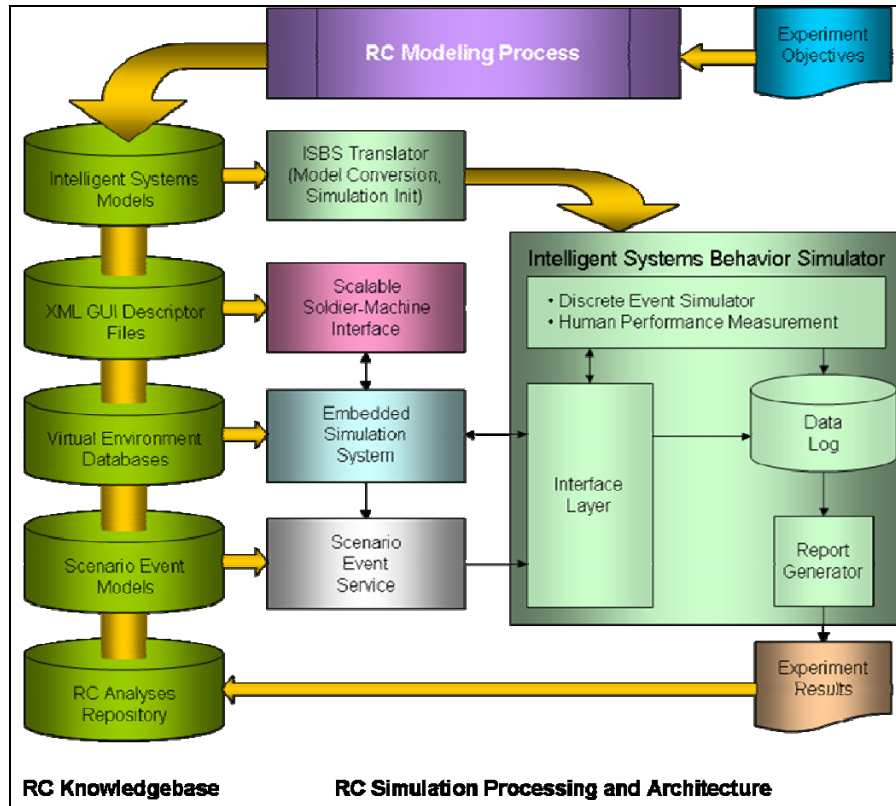 RC Modeling Process
Experiment
Objectives
Intelligent Systems
Models
ISBS Translator
(Model Conversion,
Simulation Init)
Intelligent Systems Behavior Simulator
• Discrete Event Simulator
• Human Performance Measurement
XML GUI Descriptor
Files
Scalable
Soldier-Machine
Interface
Virtual Environment
Databases
Embedded
Simulation
System
Interface
Layer
Data
Log
Scenario Event
Models
Scenario
Event
Service
Report
Generator
RC Analyses
Repository
Experiment
Results
RC Knowledgebase
RC Simulation Processing and Architecture